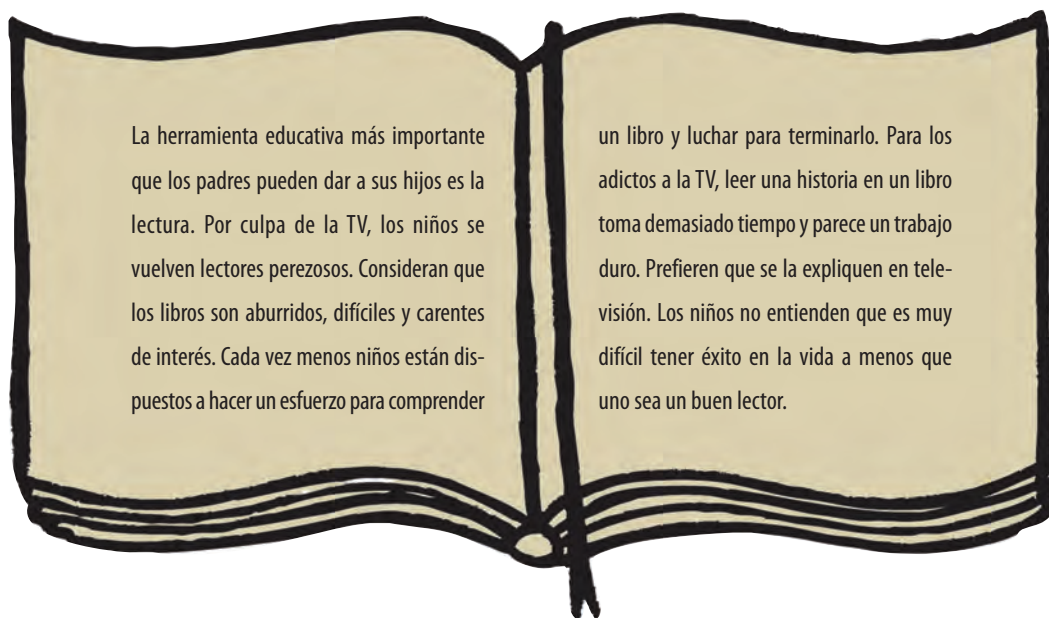 La herramienta educativa más importante
que los padres pueden dar a sus hijos es la
lectura. Por culpa de la TV, los niños se
vuelven lectores perezosos. Consideran que
los libros son aburridos, difíciles y carentes
de interés. Cada vez menos niños están dis-
puestos a hacer un esfuerzo para comprender
un libro y luchar para terminarlo. Para los
adictos a la TV, leer una historia en un libro
toma demasiado tiempo y parece un trabajo
duro. Prefieren que se la expliquen en tele-
visión. Los niños no entienden que es muy
difícil tener éxito en la vida a menos que
uno sea un buen lector.